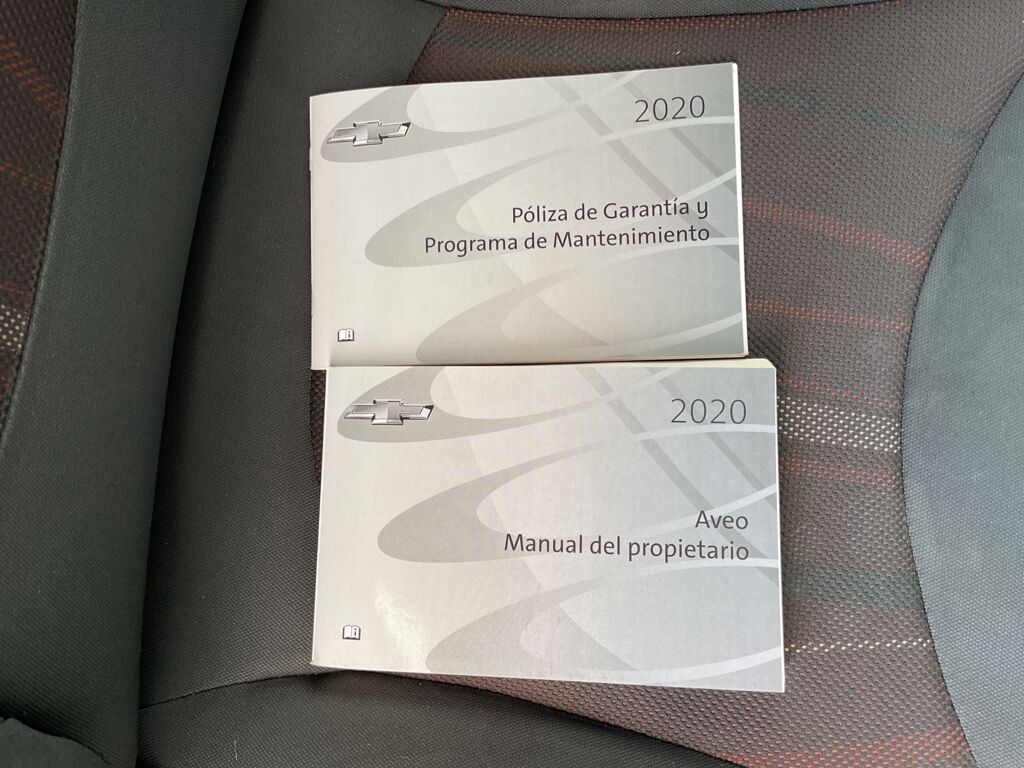 2020
Póliza de Garantía y
Programa de Mantenimiento
2020
Aveo
Manual del propietario